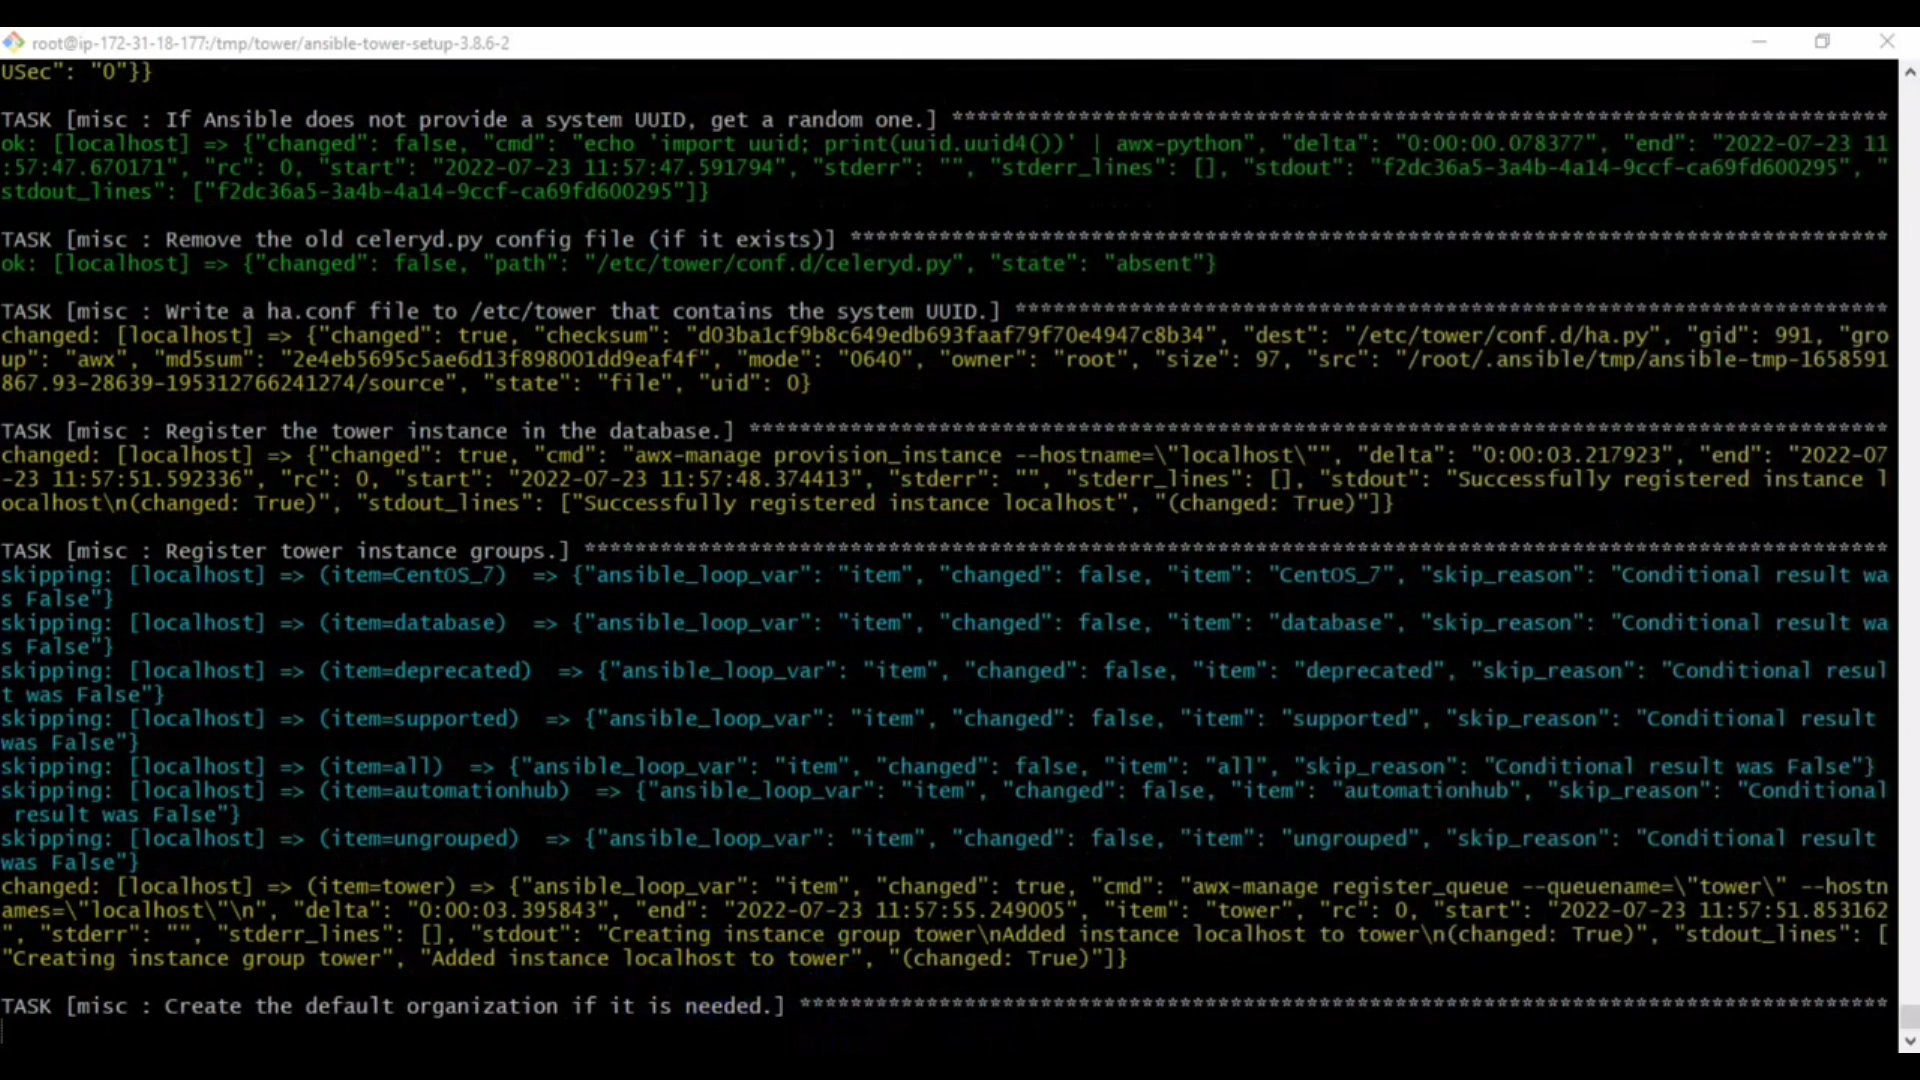 root@ip-172-31-18-177:/tmp/tower/ansible-tower-setup-3.8.6-2
USec": "0"}}
TASK [misc : If Ansible does not provide a system UUID, get a random one.] **************************************************************************
ok: [localhost] => {"changed": false, "cmd": "echo 'import uuid; print(uuid.uuid4())' | awx-python", "delta": "0:00:00.078377", "end": "2022-07-23 11
:57:47.670171", "rc": 0, "start": "2022-07-23 11:57:47.591794", "stderr": "", "stderr_lines": [], "stdout": "f2dc36a5-3a4b-4a14-9ccf-ca69fd600295", "
stdout_lines": ["f2dc36a5-3a4b-4a14-9ccf-ca69fd600295"]}
TASK [misc : Remove the old celeryd.py config file (if it exists)] **********************************************************************************
ok: [localhost] => {"changed": false, "path": "/etc/tower/conf.d/celeryd.py", "state": "absent"}
TASK [misc : Write a ha.conf file to /etc/tower that contains the system UUID.] *********************************************************************
changed: [localhost] => {"changed": true, "checksum": "d03ba1cf9b8c649edb693faaf79f70e4947c8b34", "dest": "/etc/tower/conf.d/ha.py", "gid": 991, "gro
up": "awx", "md5sum": "2e4eb5695c5ae6d13f898001dd9eaf4f", "mode": "0640", "owner": "root", "size": 97, "src": "/root/.ansible/tmp/ansible-tmp-1658591
867.93-28639-195312766241274/source", "state": "file", "uid": 0}
TASK [misc : Register the tower instance in the database.] ******************************************************************************************
changed: [localhost] => {"changed": true, "cmd": "awx-manage provision_instance --hostname=\"localhost\"", "delta": "0:00:03.217923", "end": "2022-07
-23 11:57:51.592336", "rc": 0, "start": "2022-07-23 11:57:48.374413", "stderr": "", "stderr_lines": [], "stdout": "Successfully registered instance l
ocalhost\n(changed: True)", "stdout_lines": ["Successfully registered instance localhost", "(changed: True)"]}
TASK [misc : Register tower instance groups.] *******************************************************************************************************
skipping: [localhost] => (item=CentOS_7)  => {"ansible_loop_var": "item", "changed": false, "item": "CentOS_7", "skip_reason": "Conditional result wa
s False"}
skipping: [localhost] => (item=database)  => {"ansible_loop_var": "item", "changed": false, "item": "database", "skip_reason": "Conditional result wa
s False"}
skipping: [localhost] => (item=deprecated)  => {"ansible_loop_var": "item", "changed": false, "item": "deprecated", "skip_reason": "Conditional resul
t was False"}
skipping: [localhost] => (item=supported)  => {"ansible_loop_var": "item", "changed": false, "item": "supported", "skip_reason": "Conditional result
was False"}
skipping: [localhost] => (item=all)  => {"ansible_loop_var": "item", "changed": false, "item": "all", "skip_reason": "Conditional result was False"}
skipping: [localhost] => (item=automationhub)  => {"ansible_loop_var": "item", "changed": false, "item": "automationhub", "skip_reason": "Conditional
 result was False"}
skipping: [localhost] => (item=ungrouped)  => {"ansible_loop_var": "item", "changed": false, "item": "ungrouped", "skip_reason": "Conditional result
was False"}
changed: [localhost] => (item=tower) => {"ansible_loop_var": "item", "changed": true, "cmd": "awx-manage register_queue --queuename=\"tower\" --hostn
ames=\"localhost\"\n", "delta": "0:00:03.395843", "end": "2022-07-23 11:57:55.249005", "item": "tower", "rc": 0, "start": "2022-07-23 11:57:51.853162
", "stderr": "", "stderr_lines": [], "stdout": "Creating instance group tower\nAdded instance localhost to tower\n(changed: True)", "stdout_lines": [
"Creating instance group tower", "Added instance localhost to tower", "(changed: True)"]}
TASK [misc : Create the default organization if it is needed.] **************************************************************************************